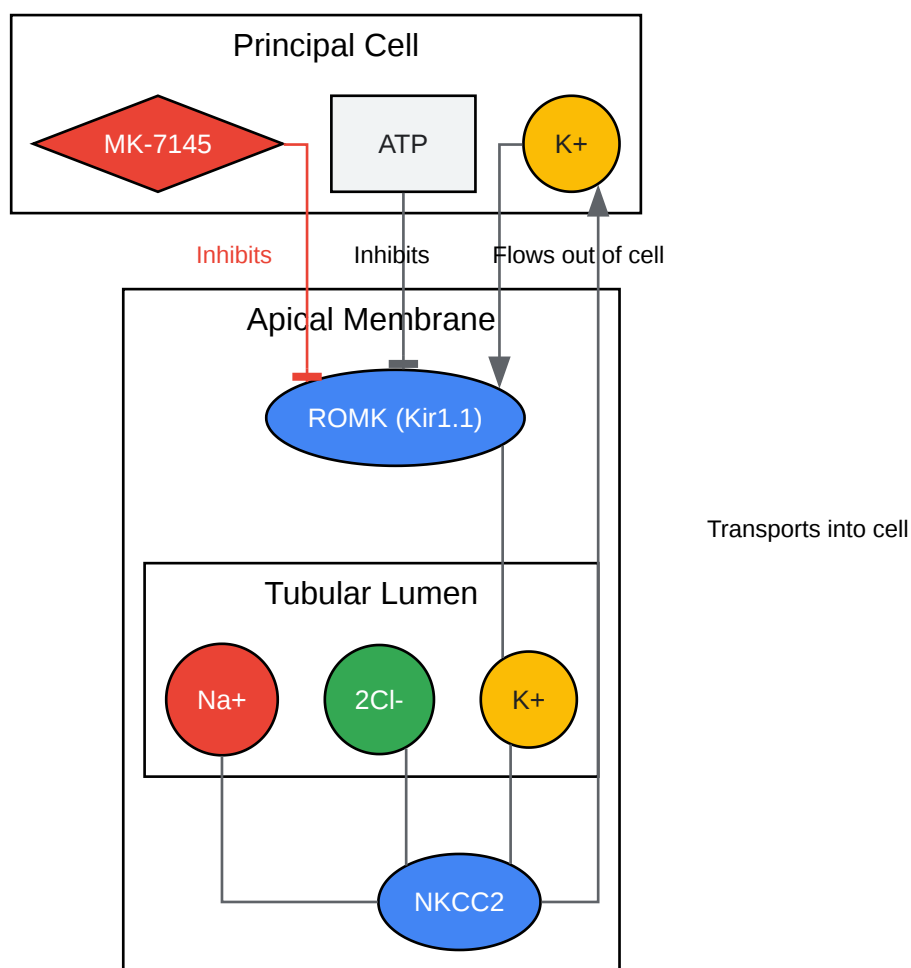 Principal Cell
MK-7145
ATP
K+
Inhibits
Inhibits
Flows out of cell
Apical Membrane
ROMK (Kir1.1)
Transports into cell
Tubular Lumen
Na+
2Cl-
K+
NKCC2